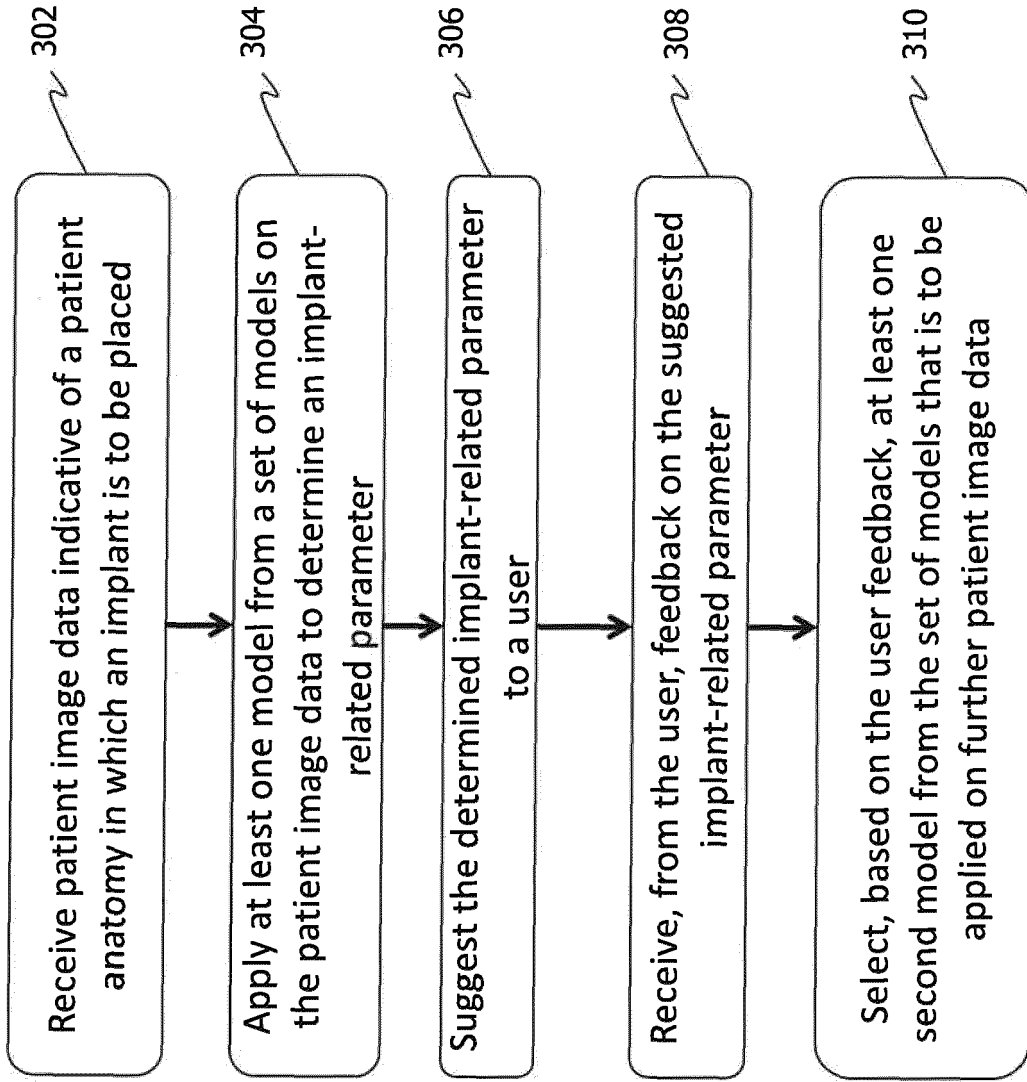 Receive patient image data indicative of a patient
anatomy in which an implant is to be placed
302
Apply at least one model from a set of models on
the patient image data to determine an implant-
related parameter
304
Suggest the determined implant-related parameter
to a user
306
Receive, from the user, feedback on the suggested
implant-related parameter
308
Select, based on the user feedback, at least one
second model from the set of models that is to be
applied on further patient image data
310